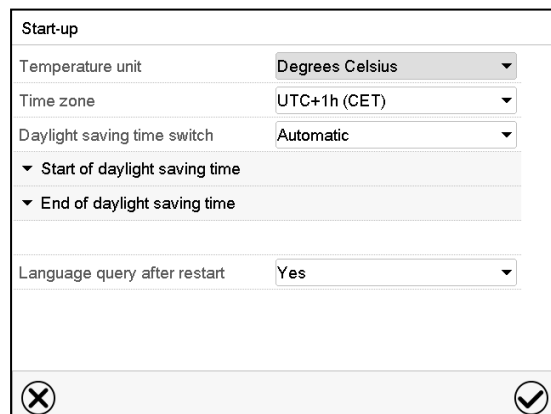 Start-up
Temperature unit Degrees Celsius
Time zone UTC+1h (CET)
Daylight saving time switch Automatic
Start of daylight saving time
End of daylight saving time
Language query after restart Yes